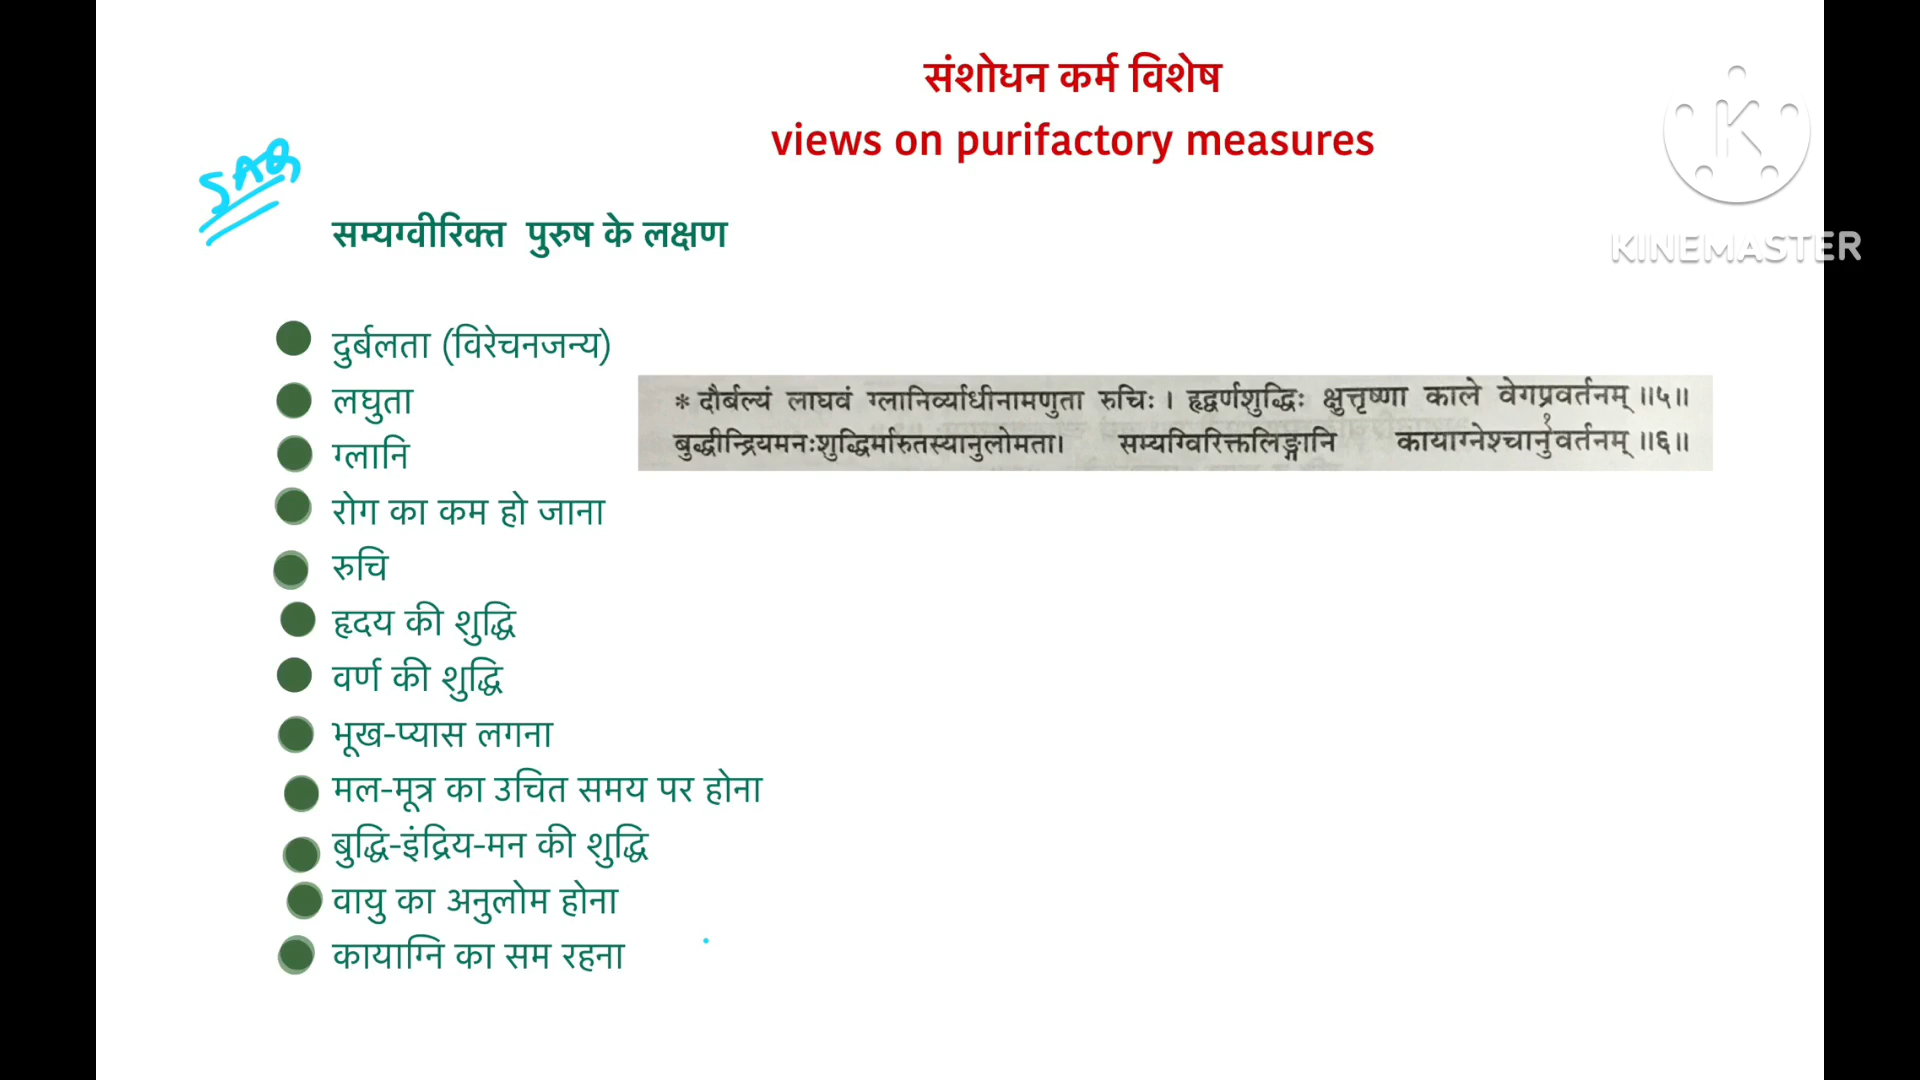 संशोधन कर्म विशेष
views on purifactory measures
SAQ
सम्यग्वीरिक्त पुरुष के लक्षण
दुर्बलता (विरेचनजन्य)
लघुता
ग्लानि
रोग का कम हो जाना
रुचि
हृदय की शुद्धि
वर्ण की शुद्धि
भूख-प्यास लगना
मल-मूत्र का उचित समय पर होना
बुद्धि-इंद्रिय-मन की शुद्धि
वायु का अनुलोम होना
कायाग्नि का सम रहना
* दौर्बल्यं लाघवं ग्लानिर्व्याधीनामणुता रुचिः । हृद्वर्णशुद्धिः क्षुत्तृष्णा काले वेगप्रवर्तनम् ॥५॥
बुद्धीन्द्रियमनःशुद्धिर्मारुतस्यानुलोमता। सम्यग्विरिक्तलिङ्गानि कायाग्नेश्चानु१वर्तनम् ॥६॥
K
KINEMASTER